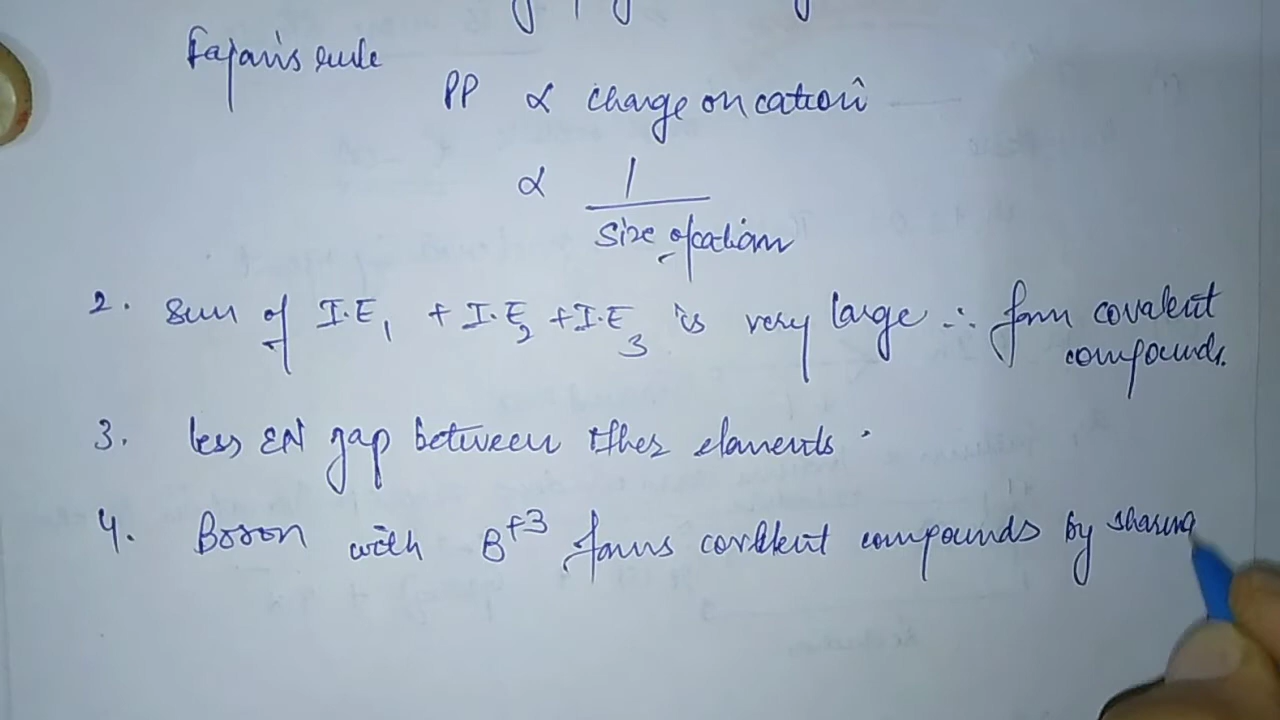 Fajan's rule
PP ∝ charge on cation
∝ 1 / size of cation
2. Sum of I.E₁ + I.E₂ + I.E₃ is very large ∴ form covalent
compounds.
3. less EN gap between their elements.
4. Boron with B⁺³ forms covalent compounds by sharing